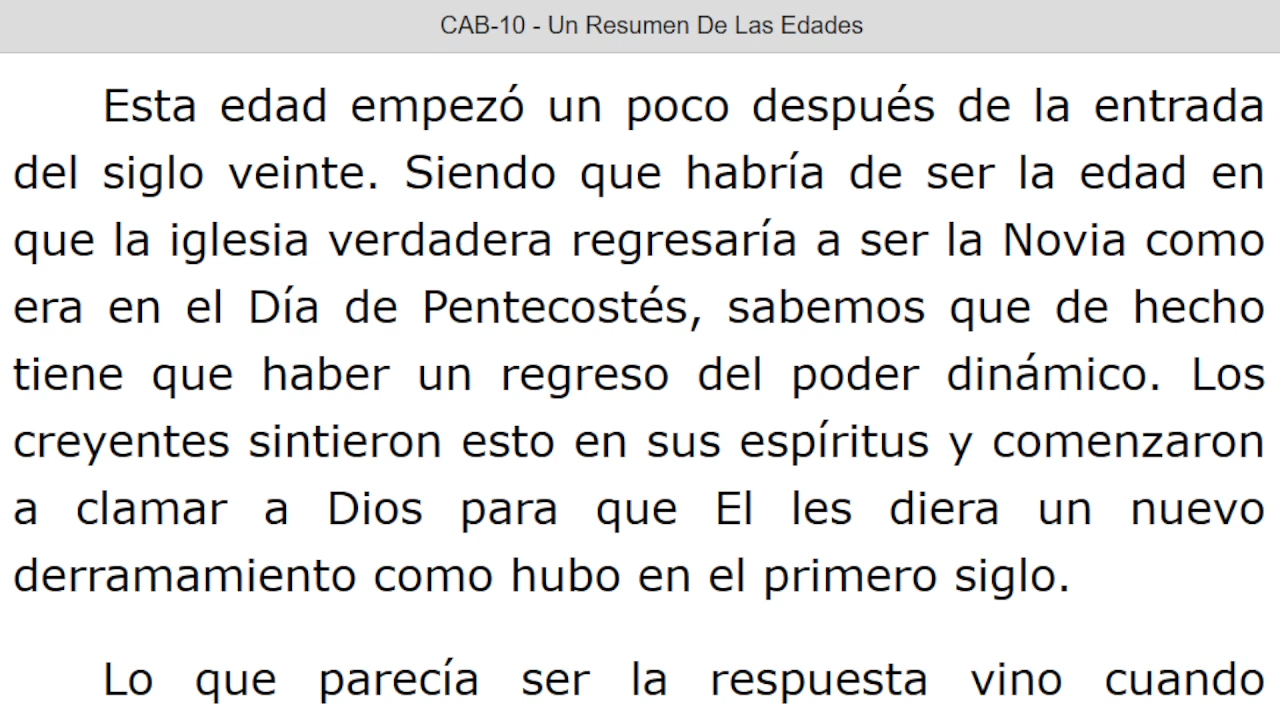 CAB-10 - Un Resumen De Las Edades
Esta edad empezó un poco después de la entrada
del siglo veinte. Siendo que habría de ser la edad en
que la iglesia verdadera regresaría a ser la Novia como
era en el Día de Pentecostés, sabemos que de hecho
tiene que haber un regreso del poder dinámico. Los
creyentes sintieron esto en sus espíritus y comenzaron
a clamar a Dios para que El les diera un nuevo
derramamiento como hubo en el primero siglo.
Lo que parecía ser la respuesta vino cuando